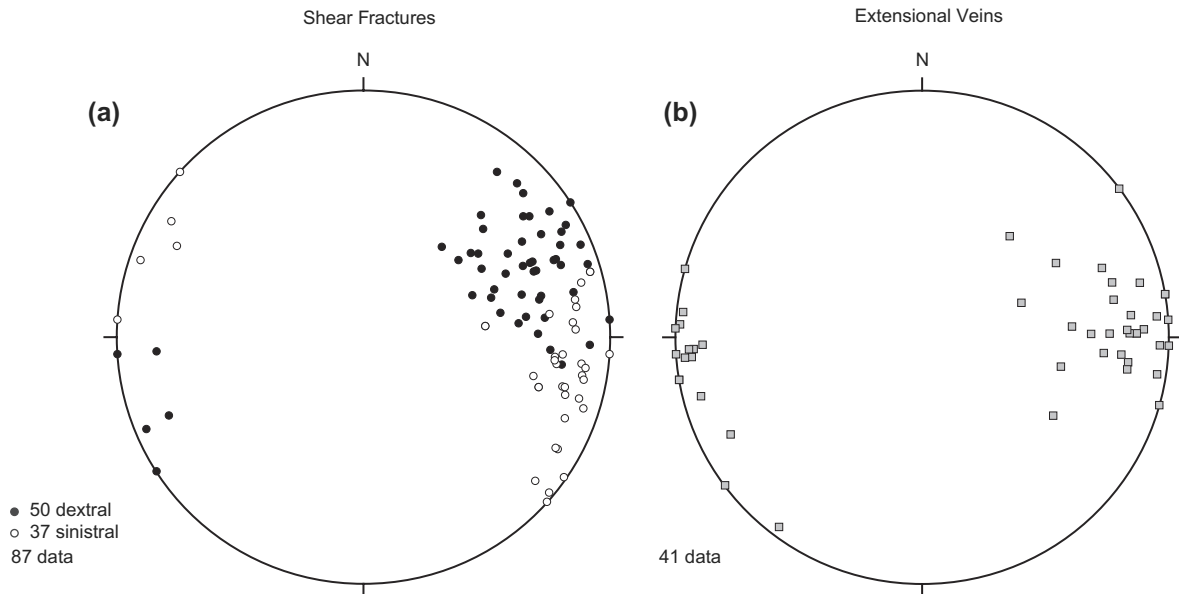 Shear Fractures
Extensional Veins
N
N
(a)
(b)
50 dextral
37 sinistral
87 data
41 data